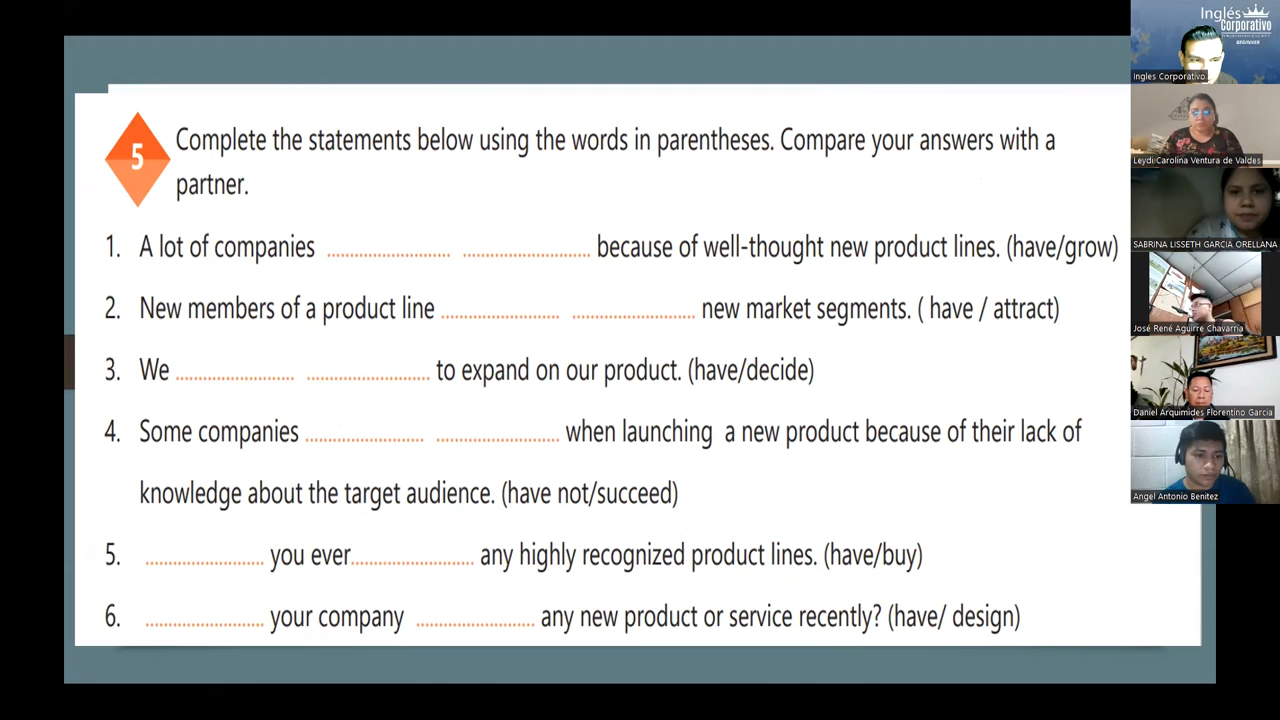 5
Complete the statements below using the words in parentheses. Compare your answers with a
partner.
1. A lot of companies ........................... ............................ because of well-thought new product lines. (have/grow)
2. New members of a product line .......................... ........................... new market segments. ( have / attract)
3. We .......................... ........................... to expand on our product. (have/decide)
4. Some companies .......................... ........................... when launching a new product because of their lack of
knowledge about the target audience. (have not/succeed)
5. .......................... you ever........................... any highly recognized product lines. (have/buy)
6. .......................... your company .......................... any new product or service recently? (have/ design)
Inglés
Corporativo
BEGINNER
Ingles Corporativo
Leydi Carolina Ventura de Valdes
SABRINA LISSETH GARCIA ORELLANA
José René Aguirre Chavarría
Daniel Arquimides Florentino Garcia
Angel Antonio Benitez